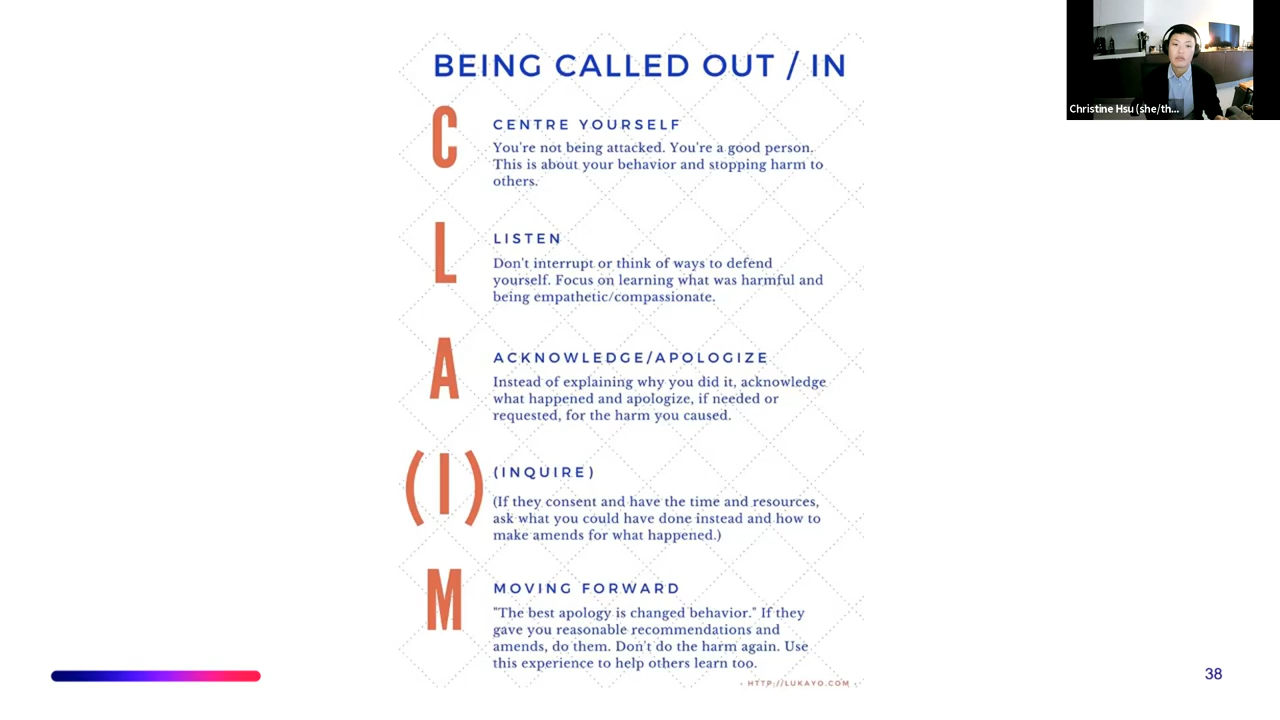 BEING CALLED OUT / IN
C
CENTRE YOURSELF
You're not being attacked. You're a good person.
This is about your behavior and stopping harm to
others.
L
LISTEN
Don't interrupt or think of ways to defend
yourself. Focus on learning what was harmful and
being empathetic/compassionate.
A
ACKNOWLEDGE/APOLOGIZE
Instead of explaining why you did it, acknowledge
what happened and apologize, if needed or
requested, for the harm you caused.
(I)
(INQUIRE)
(If they consent and have the time and resources,
ask what you could have done instead and how to
make amends for what happened.)
M
MOVING FORWARD
"The best apology is changed behavior." If they
gave you reasonable recommendations and
amends, do them. Don't do the harm again. Use
this experience to help others learn too.
- HTTP://LUKAYO.COM -
38
Christine Hsu (she/th...